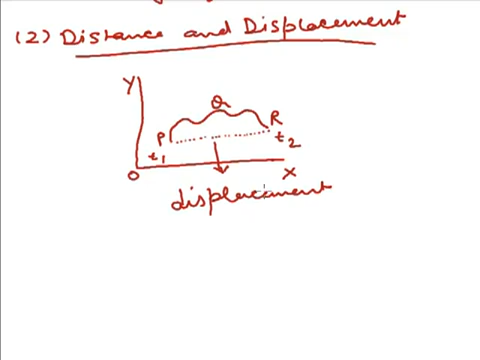 (2) Distance and Displacement
Y
Q
P R
t1 t2
O X
displacement